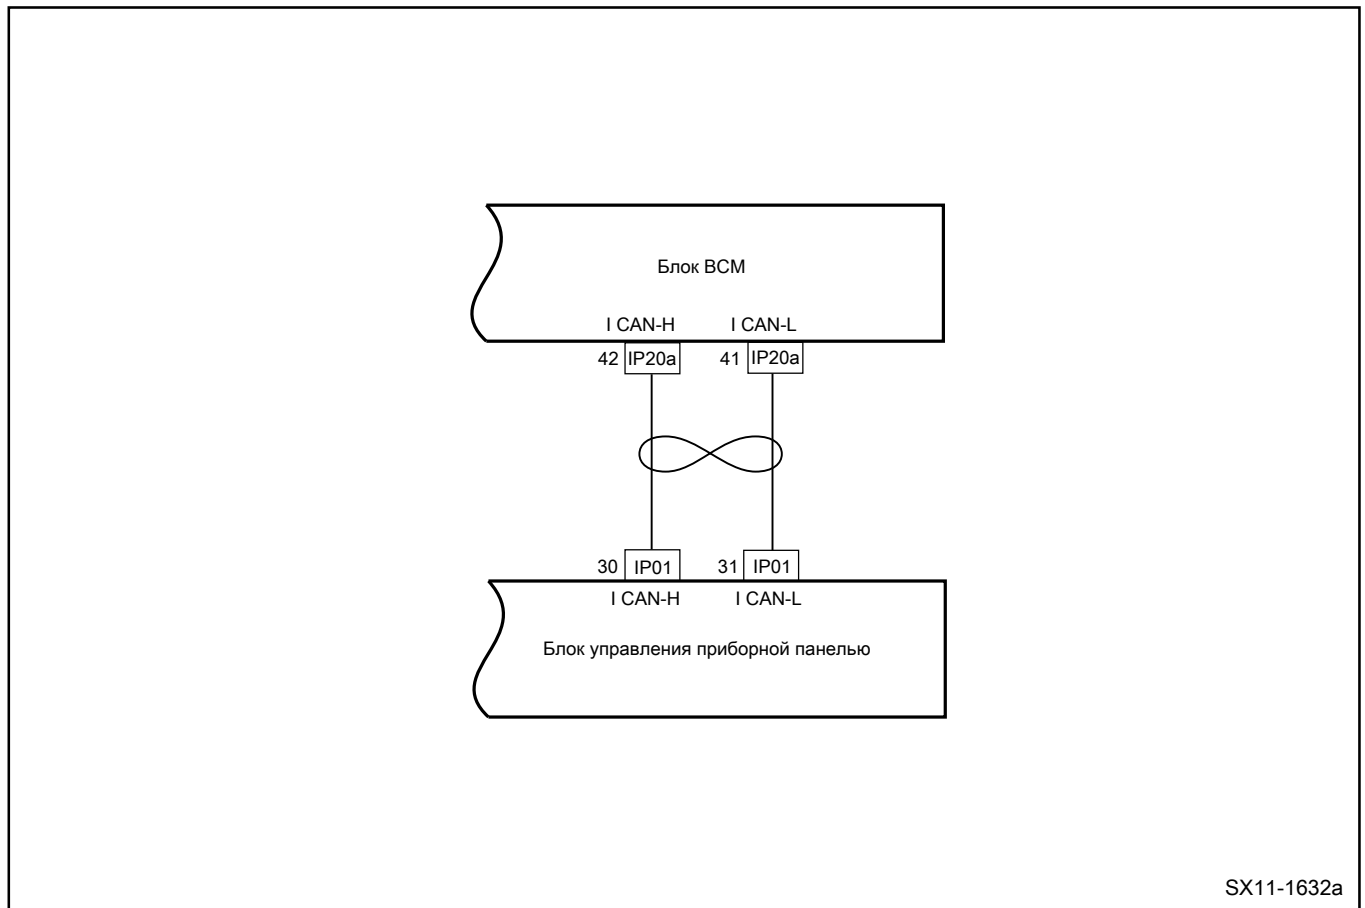 Блок BCM
I CAN-H I CAN-L
42 IP20a 41 IP20a
30 IP01 31 IP01
I CAN-H I CAN-L
Блок управления приборной панелью
SX11-1632a